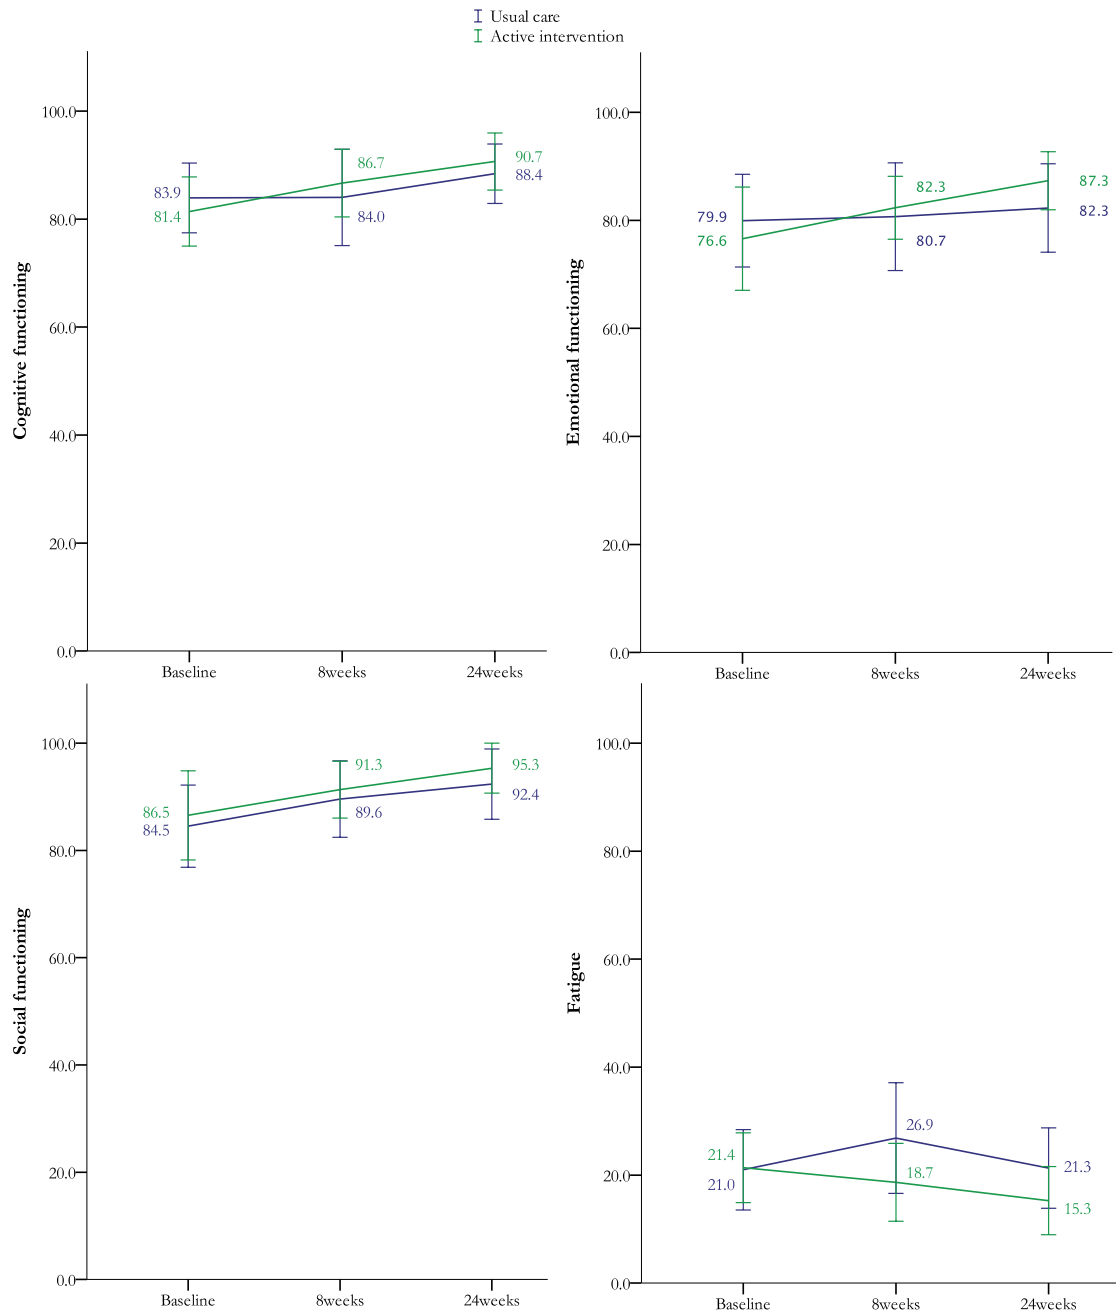 Usual care
Active intervention
Cognitive functioning
100.0
80.0
60.0
40.0
20.0
0.0
83.9
81.4
86.7
84.0
90.7
88.4
Baseline
8weeks
24weeks
Emotional functioning
100.0
80.0
60.0
40.0
20.0
0.0
79.9
76.6
82.3
80.7
87.3
82.3
Baseline
8weeks
24weeks
Social functioning
100.0
80.0
60.0
40.0
20.0
0.0
86.5
84.5
91.3
89.6
95.3
92.4
Baseline
8weeks
24weeks
Fatigue
100.0
80.0
60.0
40.0
20.0
0.0
21.4
21.0
26.9
18.7
21.3
15.3
Baseline
8weeks
24weeks